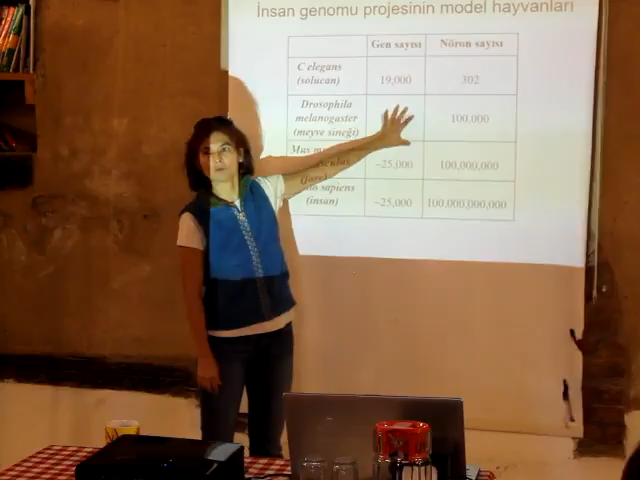 İnsan genomu projesinin model hayvanları
Gen sayısı Nöron sayısı
C elegans
(solucan) 19,000 302
Drosophila
melanogaster
(meyve sineği) 100,000
Mus
(fare) ~25,000 100,000,000
sapiens
(insan) ~25,000 100,000,000,000